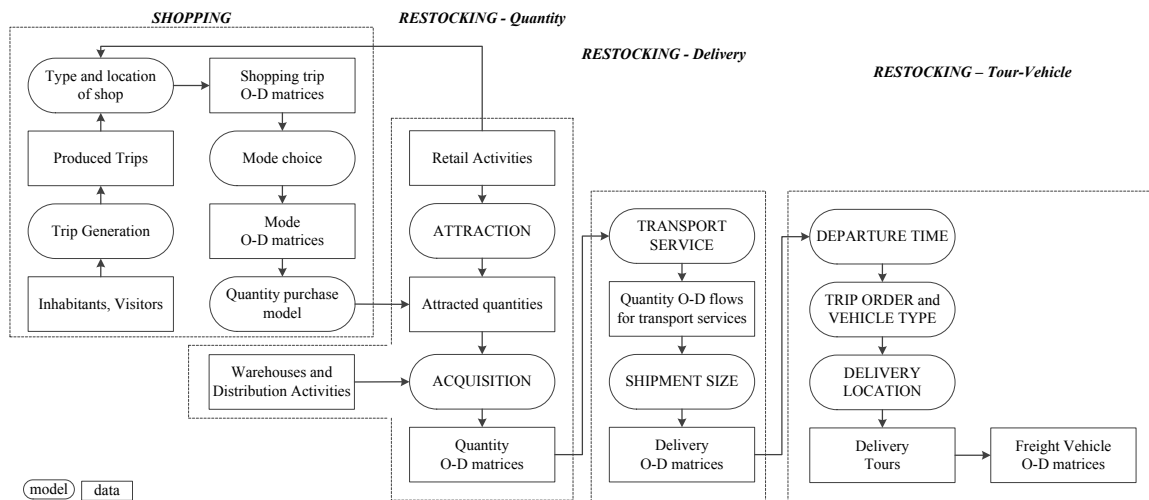 SHOPPING
RESTOCKING - Quantity
RESTOCKING - Delivery
RESTOCKING – Tour-Vehicle
Type and location
of shop
Shopping trip
O-D matrices
Produced Trips
Mode choice
Retail Activities
Trip Generation
Mode
O-D matrices
ATTRACTION
TRANSPORT
SERVICE
DEPARTURE TIME
Inhabitants, Visitors
Quantity purchase
model
Attracted quantities
Quantity O-D flows
for transport services
TRIP ORDER and
VEHICLE TYPE
Warehouses and
Distribution Activities
ACQUISITION
SHIPMENT SIZE
DELIVERY
LOCATION
Quantity
O-D matrices
Delivery
O-D matrices
Delivery
Tours
Freight Vehicle
O-D matrices
model
data